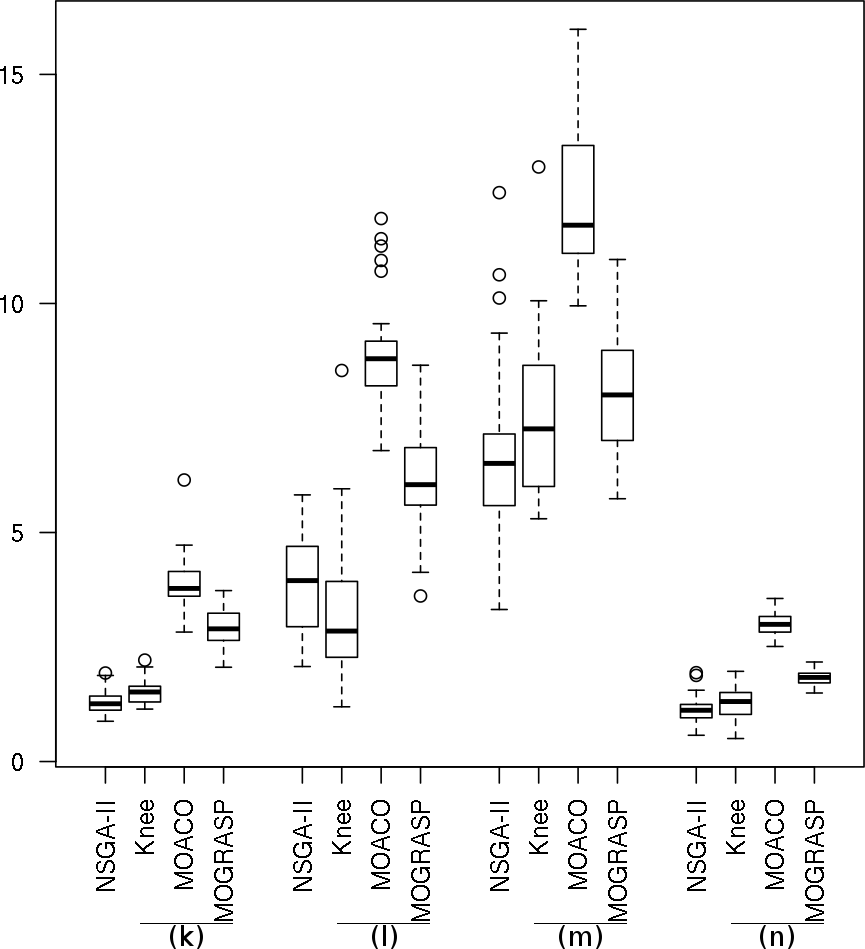 15
10
5
0
NSGA-II
Knee
MOACO
MOGRASP
NSGA-II
Knee
MOACO
MOGRASP
NSGA-II
Knee
MOACO
MOGRASP
NSGA-II
Knee
MOACO
MOGRASP
(k)
(l)
(m)
(n)